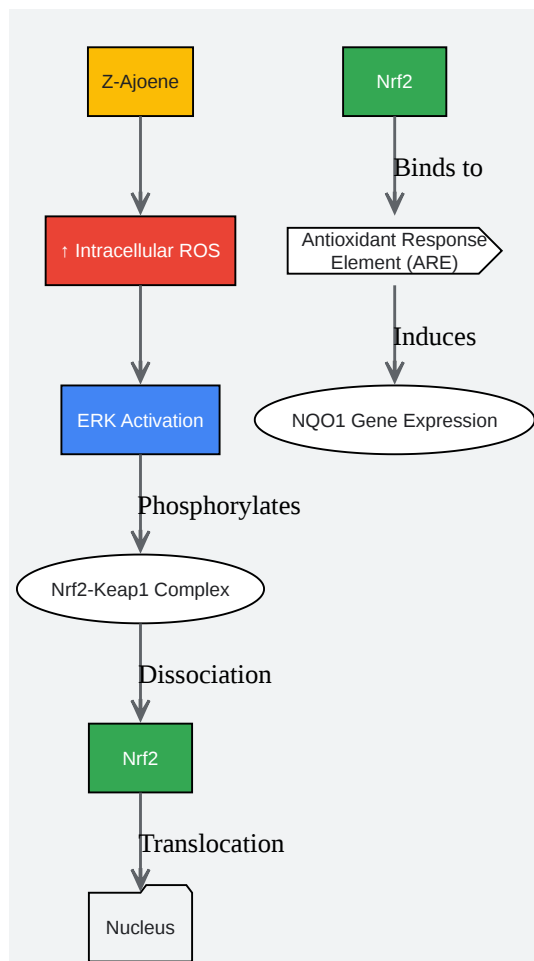 Z-Ajoene
↑ Intracellular ROS
ERK Activation
Phosphorylates
Nrf2-Keap1 Complex
Dissociation
Nrf2
Translocation
Nucleus
Nrf2
Binds to
Antioxidant Response
Element (ARE)
Induces
NQO1 Gene Expression